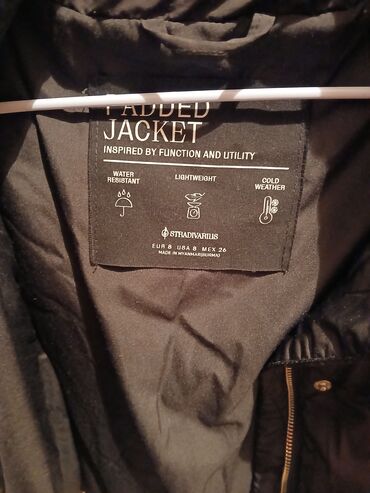 PADDED
JACKET
INSPIRED BY FUNCTION AND UTILITY
WATER RESISTANT
LIGHTWEIGHT
COLD WEATHER
STRADIVARIUS
EUR S USA S MEX 26
MADE IN MYANMAR(BURMA)